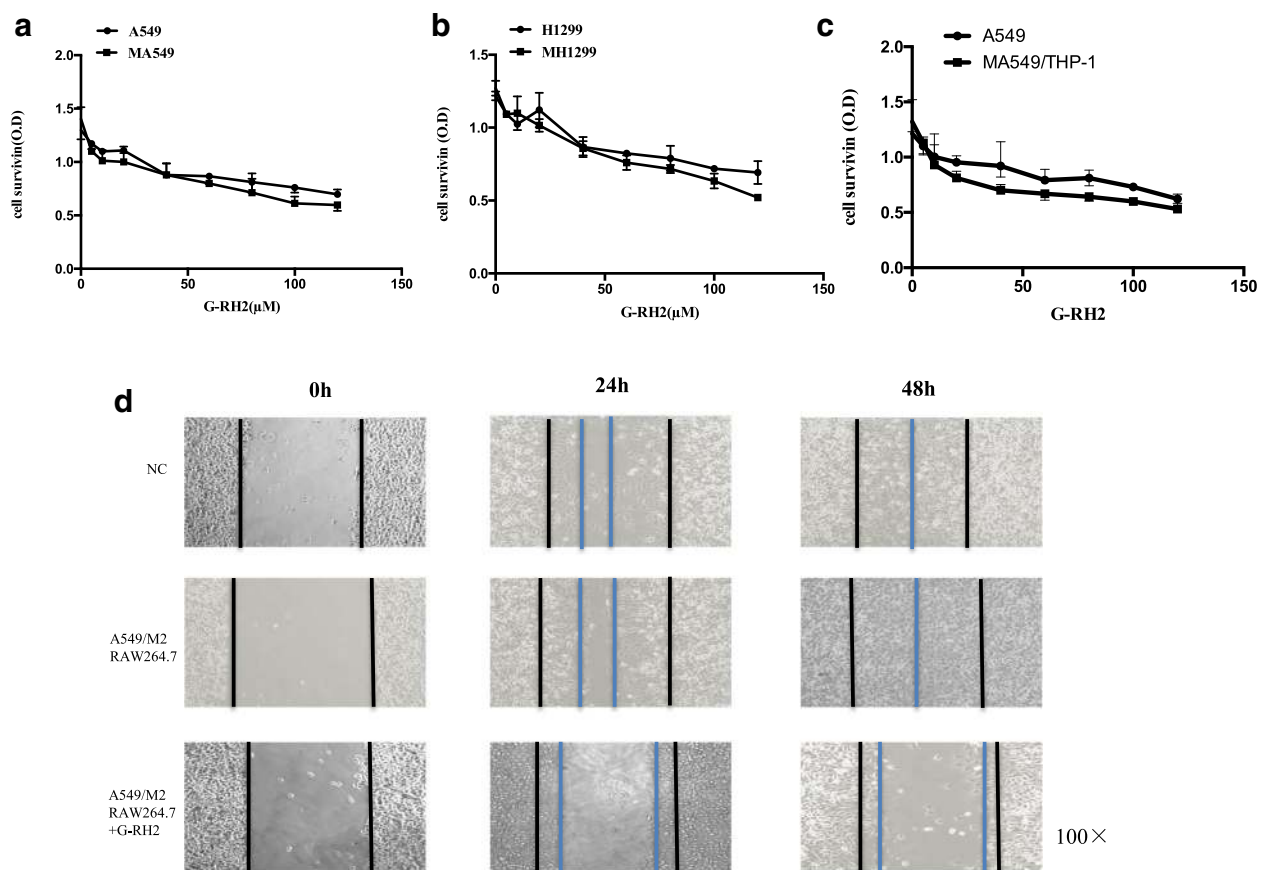 a
A549
MA549
cell survivin(O.D)
2.0
1.5
1.0
0.5
0.0
0
50
100
150
G-RH2(µM)
b
H1299
MH1299
cell survivin (O.D)
1.5
1.0
0.5
0.0
0
50
100
150
G-RH2(µM)
c
A549
MA549/THP-1
cell survivin (O.D)
2.0
1.5
1.0
0.5
0.0
0
50
100
150
G-RH2
d
0h
24h
48h
NC
A549/M2
RAW264.7
A549/M2
RAW264.7
+G-RH2
100×